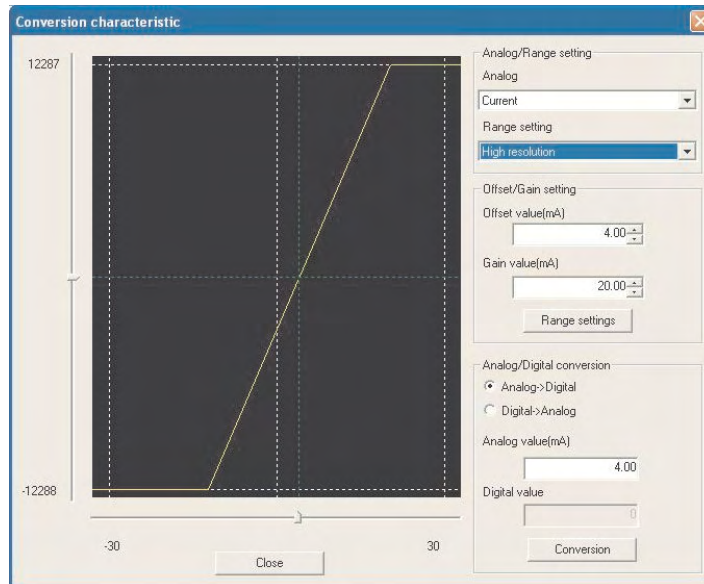 Conversion characteristic
12287
-12288
-30
30
Close
Analog/Range setting
Analog
Current
Range setting
High resolution
Offset/Gain setting
Offset value(mA)
4.00
Gain value(mA)
20.00
Range settings
Analog/Digital conversion
Analog->Digital
Digital->Analog
Analog value(mA)
4.00
Digital value
0
Conversion